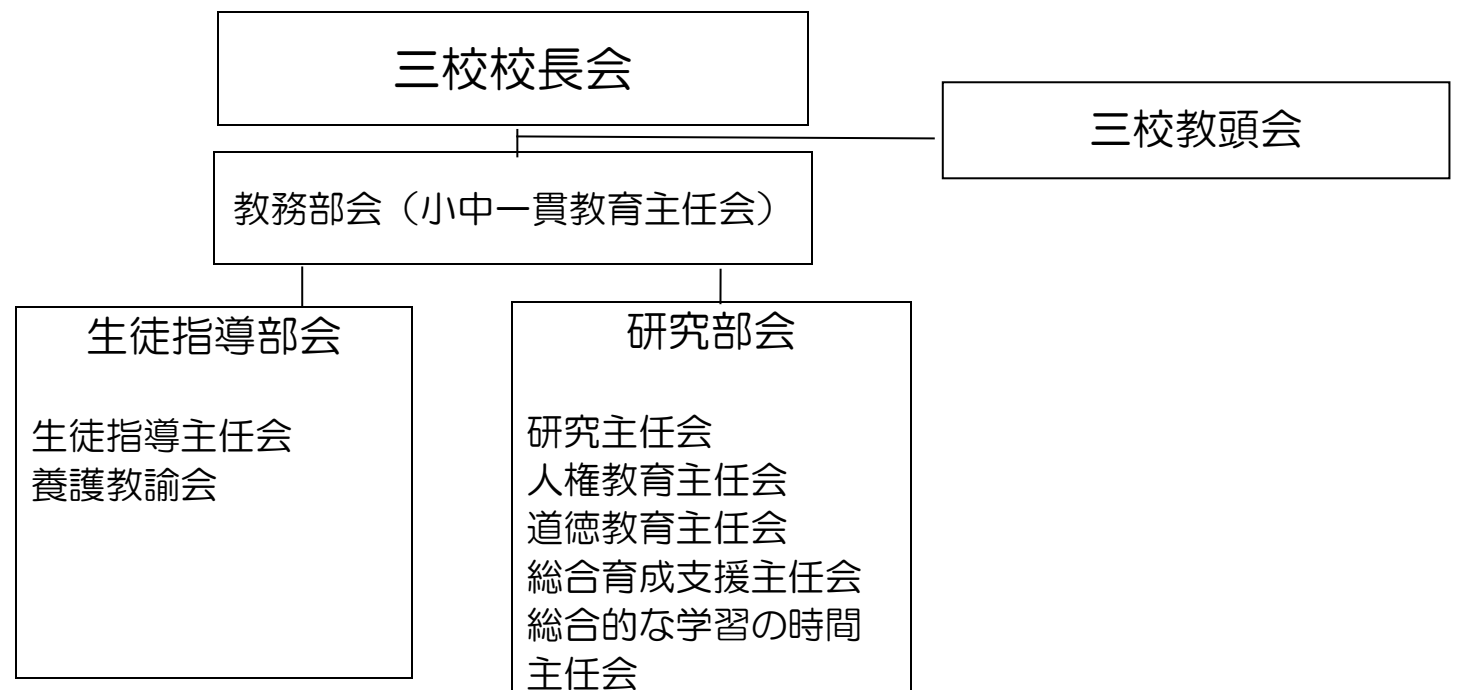 三校校長会
三校教頭会
教務部会（小中一貫教育主任会）
生徒指導部会
生徒指導主任会
養護教諭会
研究部会
研究主任会
人権教育主任会
道徳教育主任会
総合育成支援主任会
総合的な学習の時間
主任会